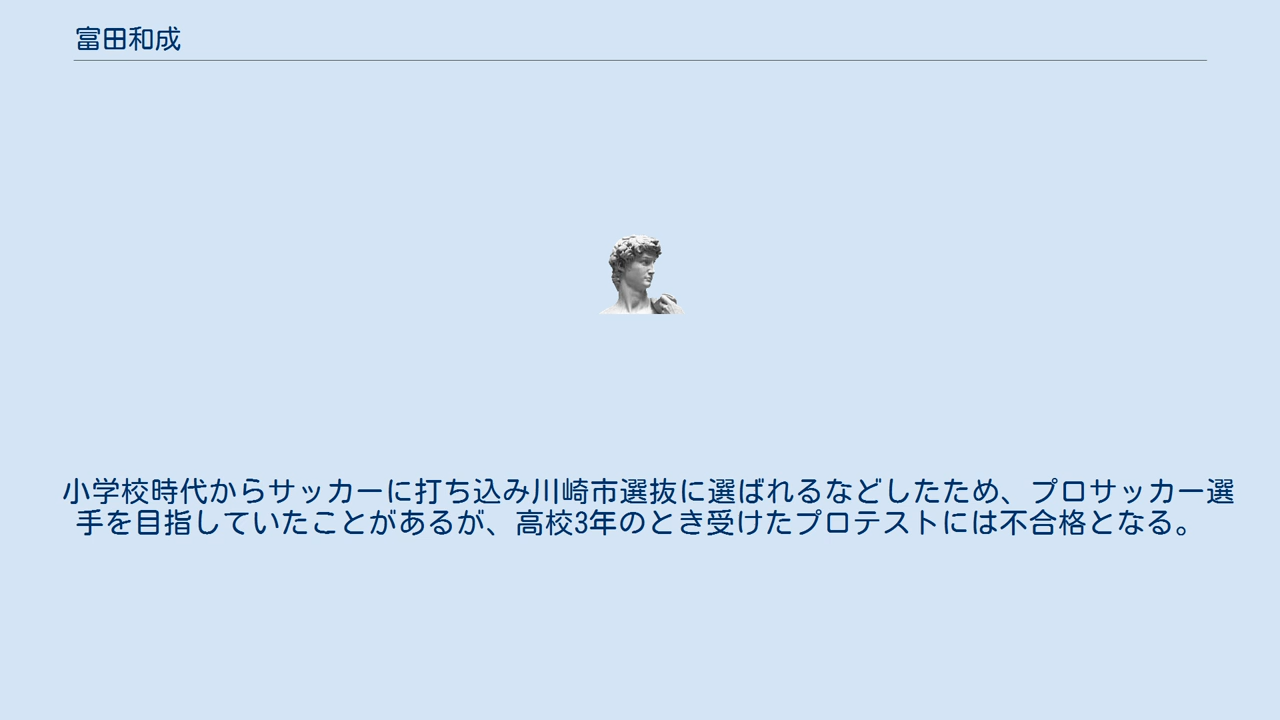 富田和成
小学校時代からサッカーに打ち込み川崎市選抜に選ばれるなどしたため、プロサッカー選
手を目指していたことがあるが、高校3年のとき受けたプロテストには不合格となる。